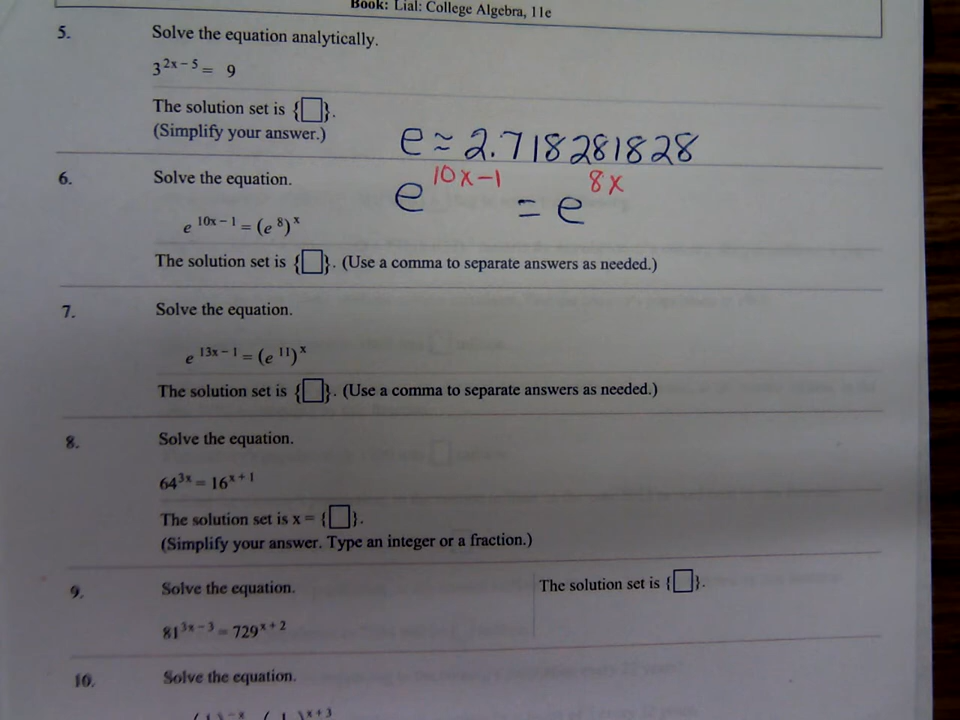 Book: Lial: College Algebra, 11e
5. Solve the equation analytically.
3^(2x − 5) = 9
The solution set is {□}.
(Simplify your answer.)
e ≈ 2.718281828
6. Solve the equation.
e^(10x−1) = e^(8x)
e^(10x − 1) = (e^8)^x
The solution set is {□}. (Use a comma to separate answers as needed.)
7. Solve the equation.
e^(13x − 1) = (e^11)^x
The solution set is {□}. (Use a comma to separate answers as needed.)
8. Solve the equation.
64^(3x) = 16^(x + 1)
The solution set is x = {□}.
(Simplify your answer. Type an integer or a fraction.)
9. Solve the equation.
The solution set is {□}.
81^(3x − 3) = 729^(x + 2)
10. Solve the equation.